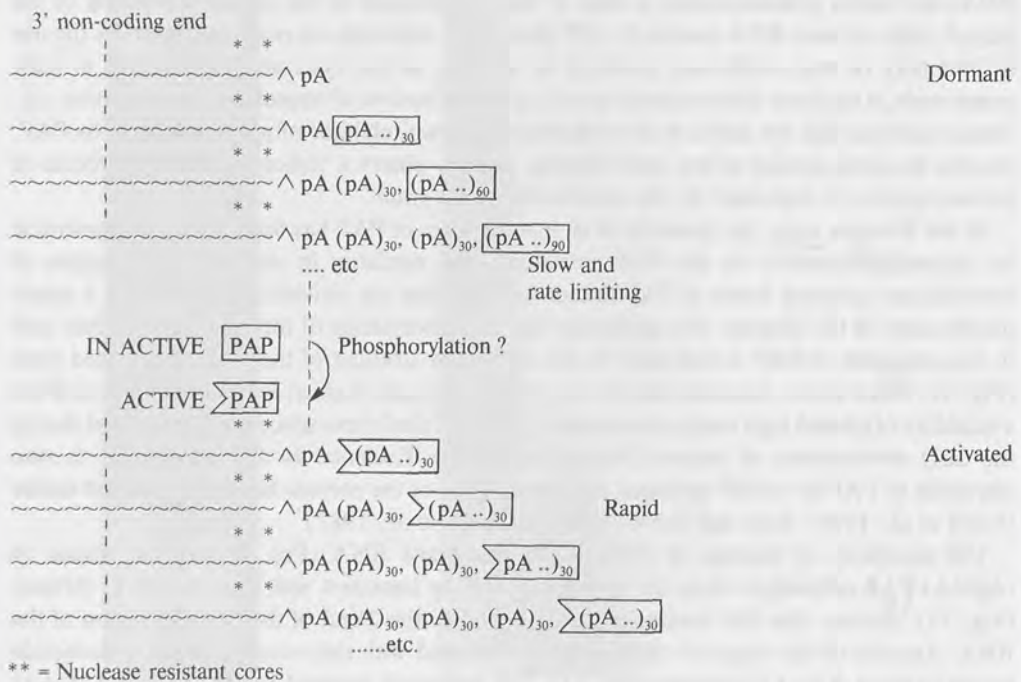 3' non-coding end
* *
∧ pA Dormant
* *
∧ pA (pA ..)₃₀
* *
∧ pA (pA)₃₀, (pA ..)₆₀
* *
∧ pA (pA)₃₀, (pA)₃₀, (pA ..)₉₀
.... etc Slow and
rate limiting
IN ACTIVE PAP Phosphorylation ?
ACTIVE PAP
* *
∧ pA (pA ..)₃₀ Activated
* *
∧ pA (pA)₃₀, (pA ..)₃₀ Rapid
* *
∧ pA (pA)₃₀, (pA)₃₀, pA ..)₃₀
* *
∧ pA (pA)₃₀, (pA)₃₀, (pA)₃₀, (pA ..)₃₀
......etc.
** = Nuclease resistant cores